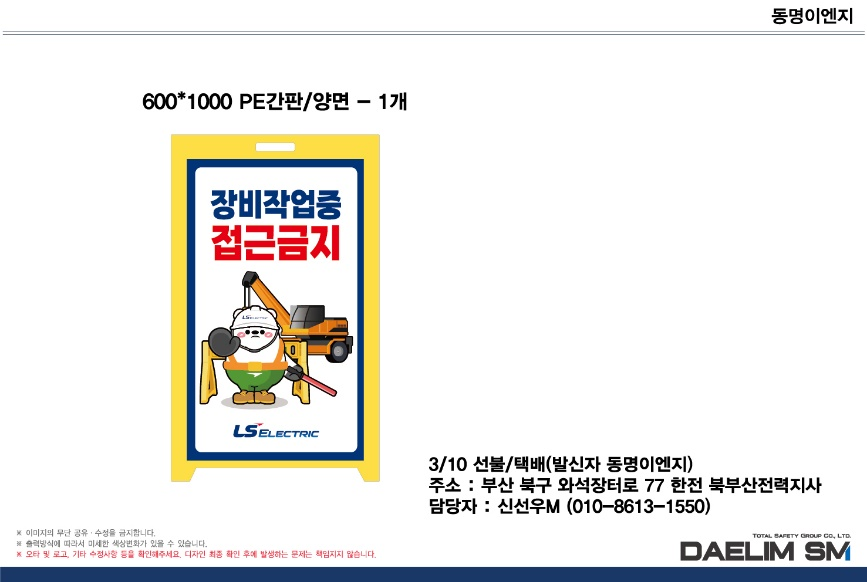 동명이엔지
600*1000 PE간판/양면 - 1개
장비작업중
접근금지
LS ELECTRIC
LS ELECTRIC
3/10 선불/택배(발신자 동명이엔지)
주소 : 부산 북구 와석장터로 77 한전 북부산전력지사
담당자 : 신선우M (010-8613-1550)
※ 이미지의 무단 공유 · 수정을 금지합니다.
※ 출력방식에 따라서 미세한 색상변화가 있을 수 있습니다.
※ 오타 및 로고, 기타 수정사항 등을 확인해주세요. 디자인 최종 확인 후에 발생하는 문제는 책임지지 않습니다.
TOTAL SAFETY GROUP CO., LTD.
DAELIM SM